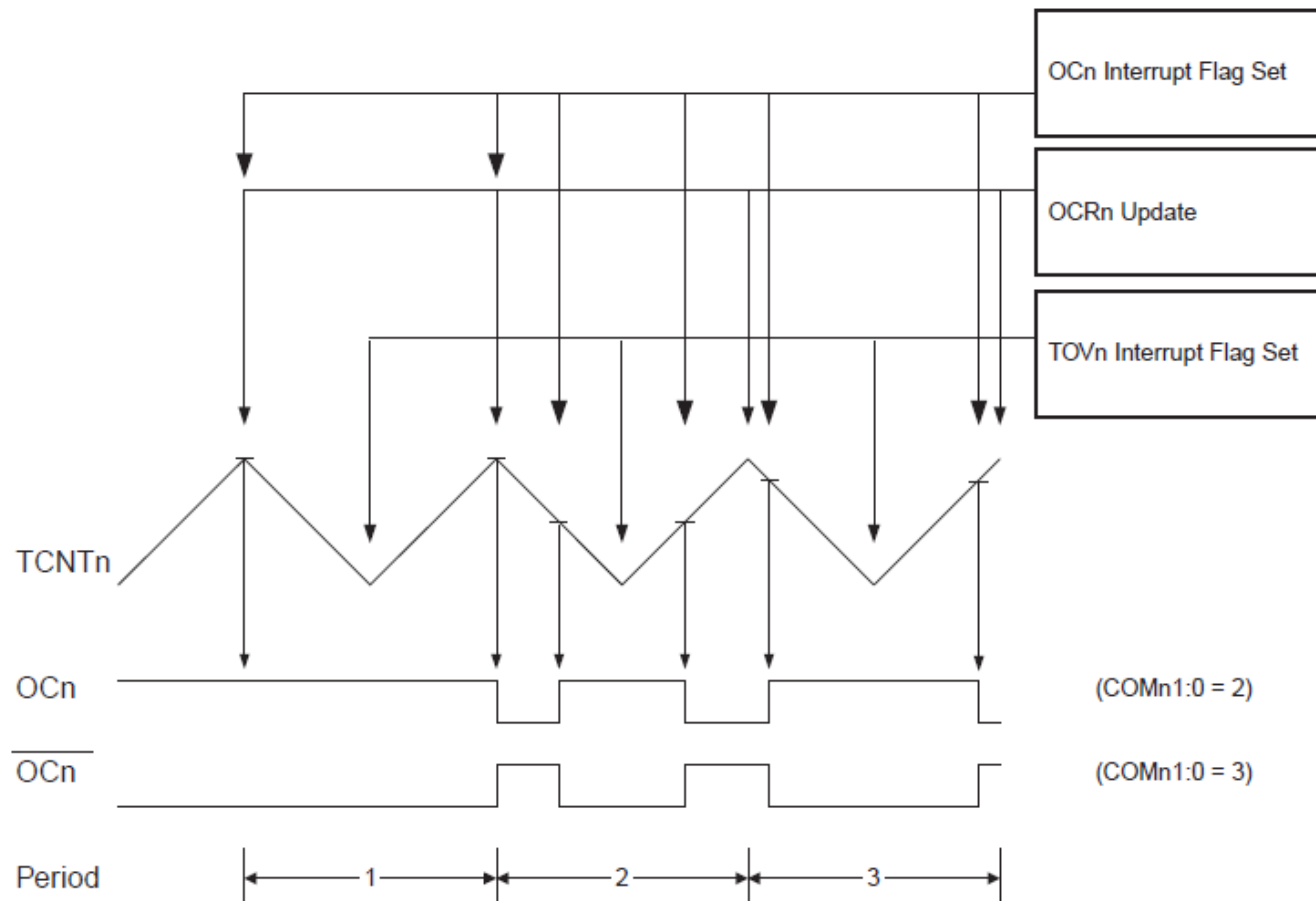 OCn Interrupt Flag Set
OCRn Update
TOVn Interrupt Flag Set
TCNTn
OCn
(COMn1:0 = 2)
OCn
(COMn1:0 = 3)
Period
1
2
3